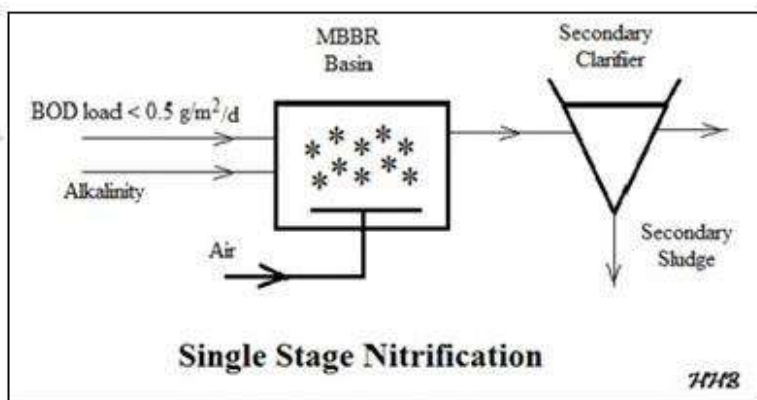 MBBR
Basin
Secondary
Clarifier
BOD load < 0.5 g/m²/d
Alkalinity
* * * * * * * * * *
Air
Secondary
Sludge
Single Stage Nitrification
HHB